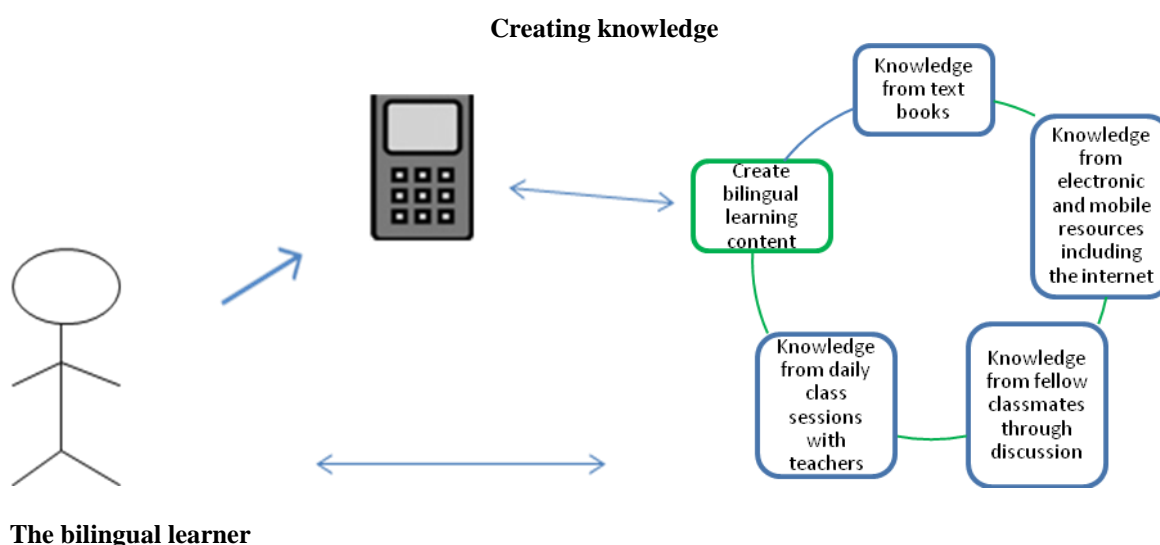 Creating knowledge
Knowledge
from text
books
Knowledge
from
electronic
and mobile
resources
including
the internet
Create
bilingual
learning
content
Knowledge
from daily
class
sessions
with
teachers
Knowledge
from fellow
classmates
through
discussion
The bilingual learner